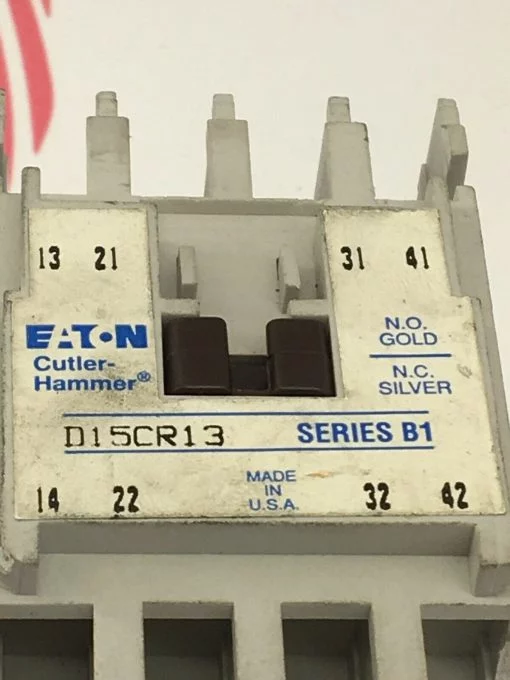 13 21 31 41
EATON
Cutler-
Hammer®
N.O.
GOLD
N.C.
SILVER
D15CR13 SERIES B1
MADE
IN
U.S.A.
14 22 32 42